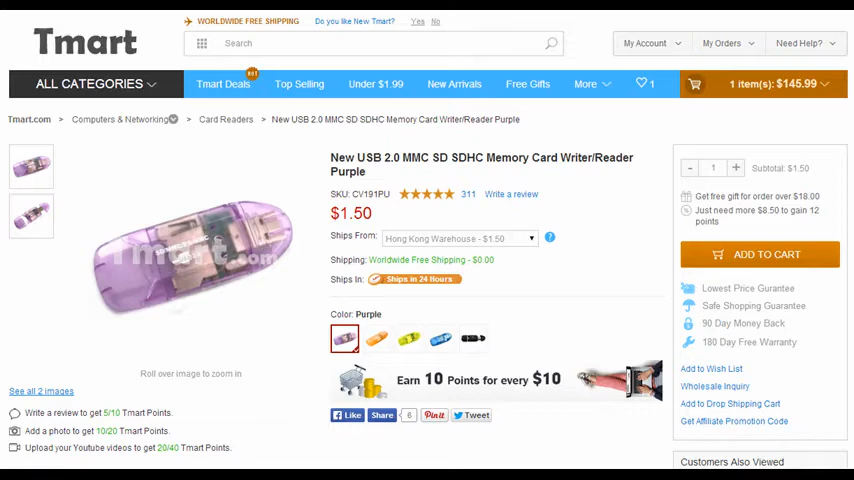 WORLDWIDE FREE SHIPPING Do you like New Tmart? Yes No
Tmart
Search
My Account My Orders Need Help?
ALL CATEGORIES
Tmart Deals
HOT
Top Selling
Under $1.99
New Arrivals
Free Gifts
More
1
1 item(s): $145.99
Tmart.com > Computers & Networking > Card Readers > New USB 2.0 MMC SD SDHC Memory Card Writer/Reader Purple
Tmart.com
Roll over image to zoom in
See all 2 images
Write a review to get 5/10 Tmart Points.
Add a photo to get 10/20 Tmart Points.
Upload your Youtube videos to get 20/40 Tmart Points.
New USB 2.0 MMC SD SDHC Memory Card Writer/Reader
Purple
SKU: CV191PU 311 Write a review
$1.50
Ships From: Hong Kong Warehouse - $1.50 ?
Shipping: Worldwide Free Shipping - $0.00
Ships In: Ships in 24 Hours
Color: Purple
Earn 10 Points for every $10
Like Share 6 Pin it Tweet
- 1 + Subtotal: $1.50
Get free gift for order over $18.00
Just need more $8.50 to gain 12
points
ADD TO CART
Lowest Price Gurantee
Safe Shopping Guarantee
90 Day Money Back
180 Day Free Warranty
Add to Wish List
Wholesale Inquiry
Add to Drop Shipping Cart
Get Affiliate Promotion Code
Customers Also Viewed